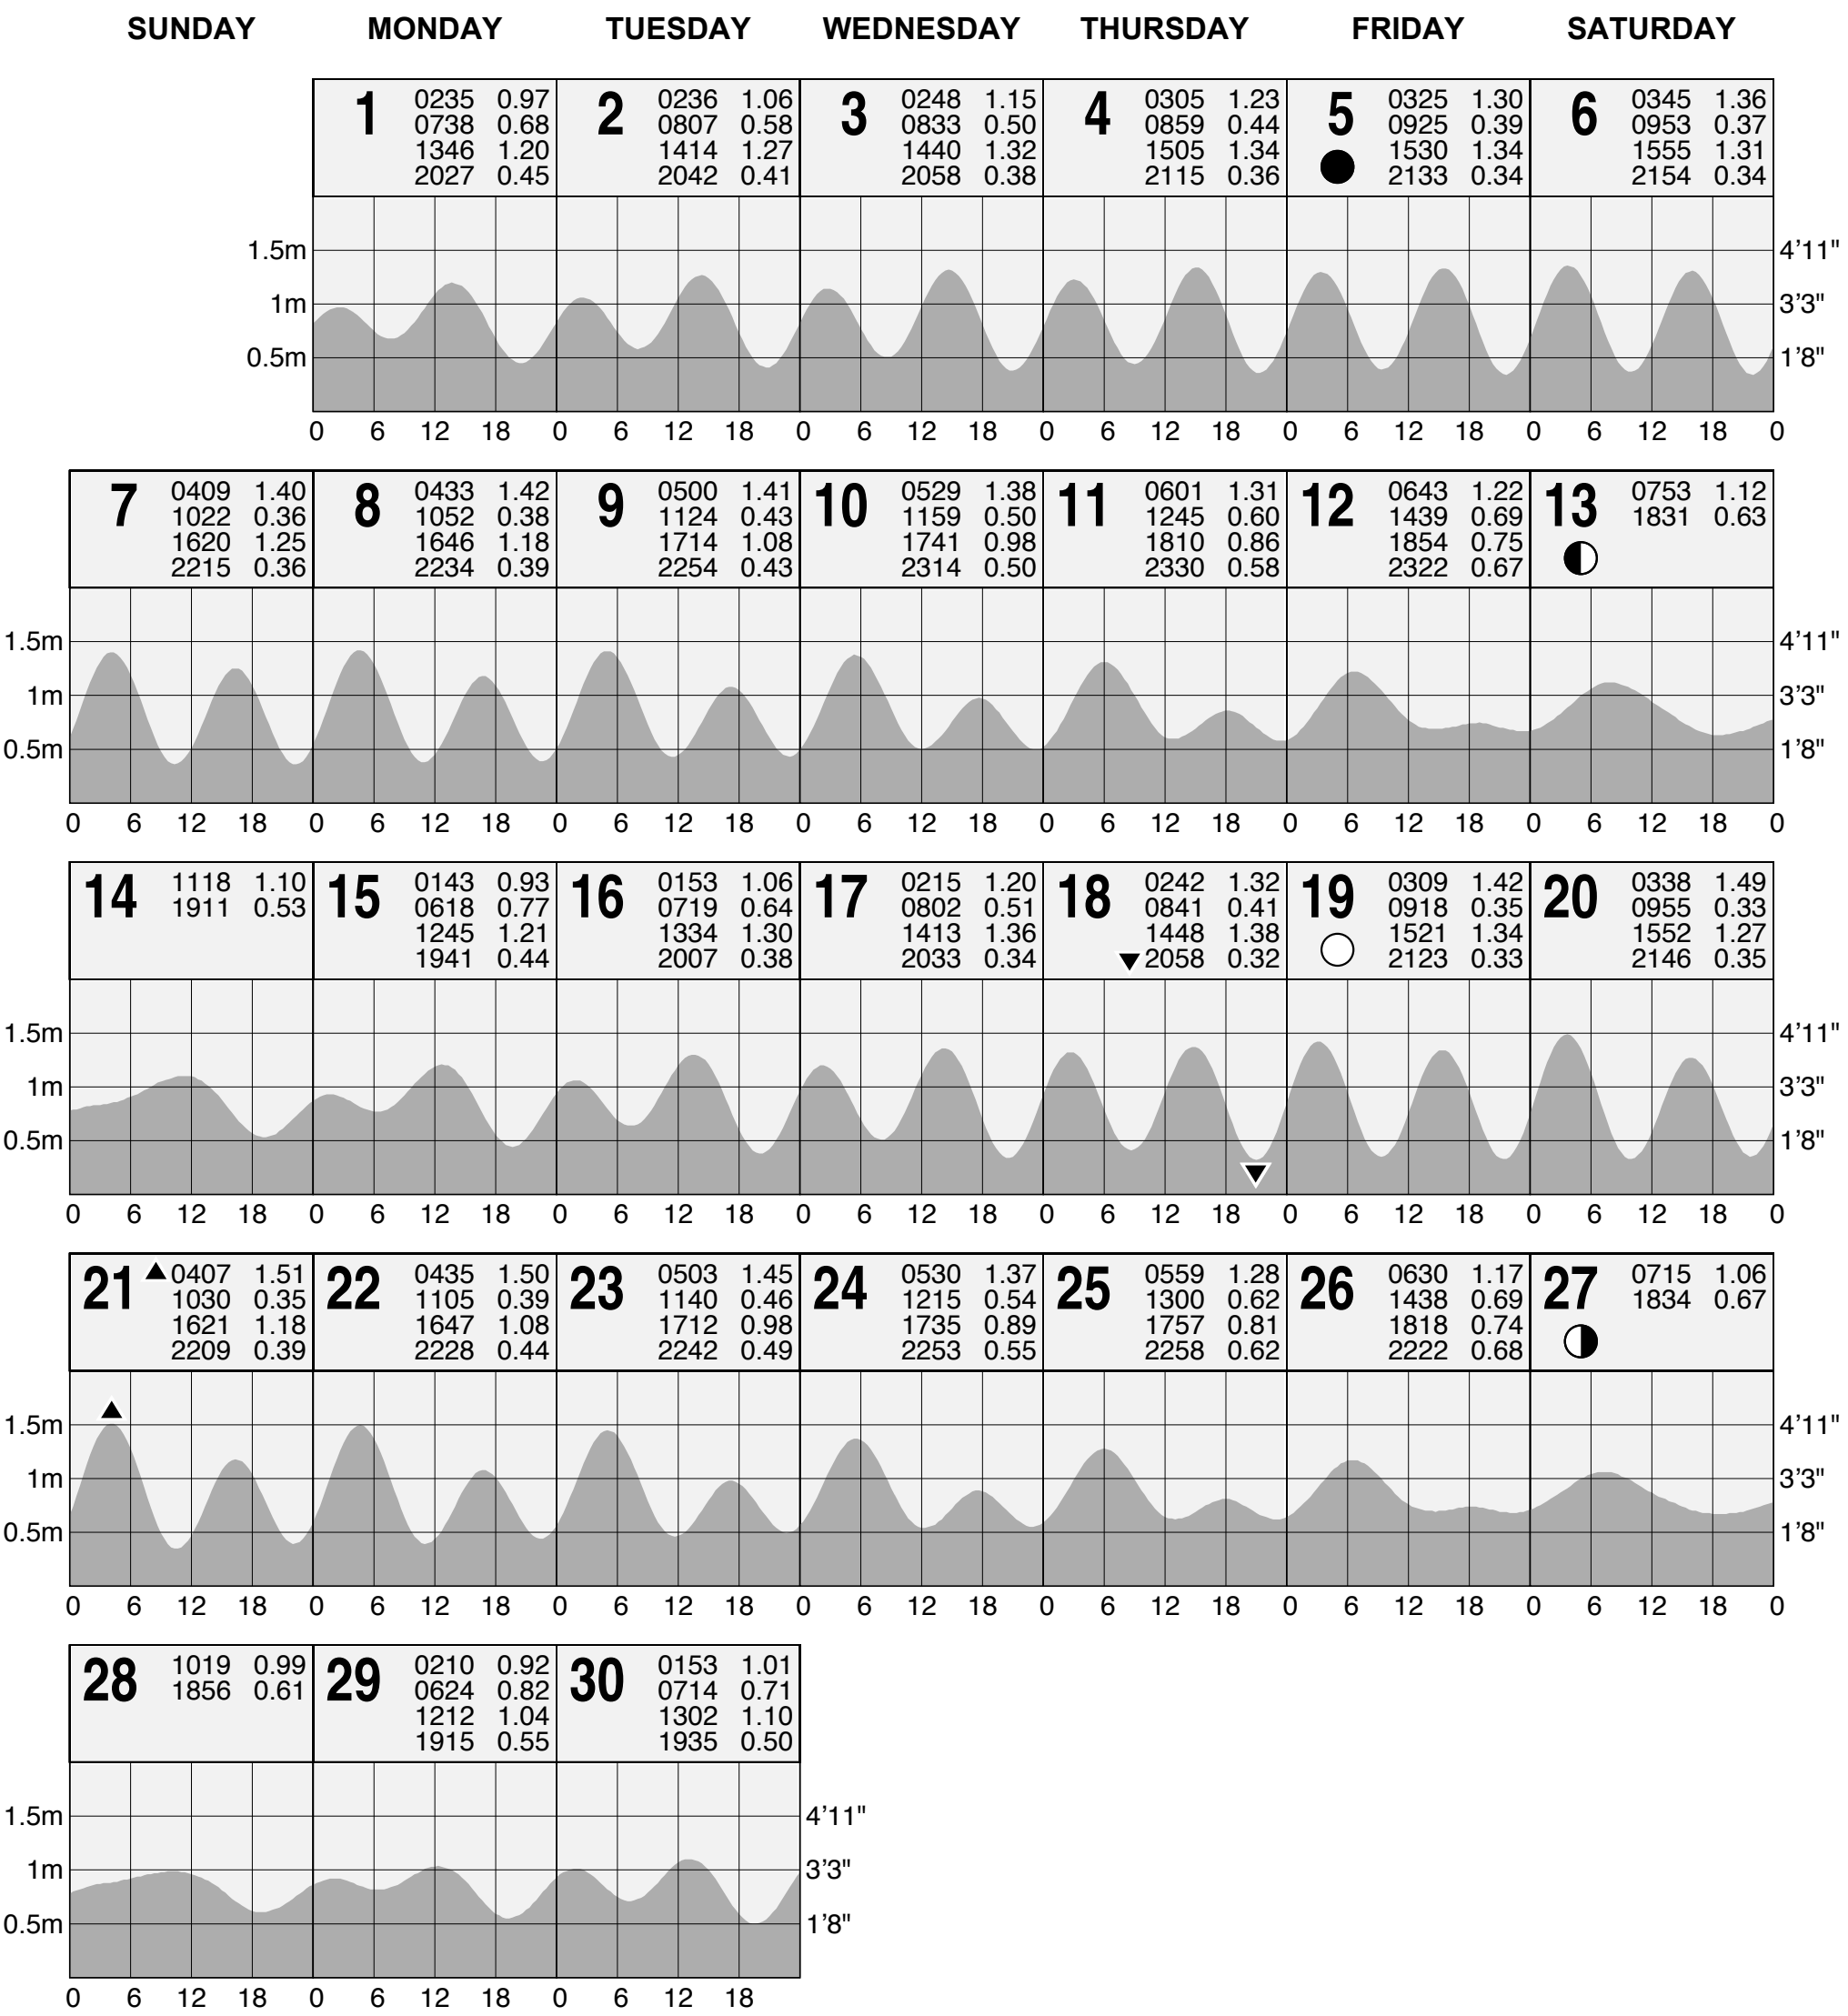 SUNDAY MONDAY TUESDAY WEDNESDAY THURSDAY FRIDAY SATURDAY
1 0235 0.97
0738 0.68
1346 1.20
2027 0.45
2 0236 1.06
0807 0.58
1414 1.27
2042 0.41
3 0248 1.15
0833 0.50
1440 1.32
2058 0.38
4 0305 1.23
0859 0.44
1505 1.34
2115 0.36
5 0325 1.30
0925 0.39
1530 1.34
2133 0.34
6 0345 1.36
0953 0.37
1555 1.31
2154 0.34
1.5m 4'11"
1m 3'3"
0.5m 1'8"
0 6 12 18 0 6 12 18 0 6 12 18 0 6 12 18 0 6 12 18 0 6 12 18 0
7 0409 1.40
1022 0.36
1620 1.25
2215 0.36
8 0433 1.42
1052 0.38
1646 1.18
2234 0.39
9 0500 1.41
1124 0.43
1714 1.08
2254 0.43
10 0529 1.38
1159 0.50
1741 0.98
2314 0.50
11 0601 1.31
1245 0.60
1810 0.86
2330 0.58
12 0643 1.22
1439 0.69
1854 0.75
2322 0.67
13 0753 1.12
1831 0.63
1.5m 4'11"
1m 3'3"
0.5m 1'8"
0 6 12 18 0 6 12 18 0 6 12 18 0 6 12 18 0 6 12 18 0 6 12 18 0 6 12 18 0
14 1118 1.10
1911 0.53
15 0143 0.93
0618 0.77
1245 1.21
1941 0.44
16 0153 1.06
0719 0.64
1334 1.30
2007 0.38
17 0215 1.20
0802 0.51
1413 1.36
2033 0.34
18 0242 1.32
0841 0.41
1448 1.38
2058 0.32
19 0309 1.42
0918 0.35
1521 1.34
2123 0.33
20 0338 1.49
0955 0.33
1552 1.27
2146 0.35
1.5m 4'11"
1m 3'3"
0.5m 1'8"
0 6 12 18 0 6 12 18 0 6 12 18 0 6 12 18 0 6 12 18 0 6 12 18 0 6 12 18 0
21 0407 1.51
1030 0.35
1621 1.18
2209 0.39
22 0435 1.50
1105 0.39
1647 1.08
2228 0.44
23 0503 1.45
1140 0.46
1712 0.98
2242 0.49
24 0530 1.37
1215 0.54
1735 0.89
2253 0.55
25 0559 1.28
1300 0.62
1757 0.81
2258 0.62
26 0630 1.17
1438 0.69
1818 0.74
2222 0.68
27 0715 1.06
1834 0.67
1.5m 4'11"
1m 3'3"
0.5m 1'8"
0 6 12 18 0 6 12 18 0 6 12 18 0 6 12 18 0 6 12 18 0 6 12 18 0 6 12 18 0
28 1019 0.99
1856 0.61
29 0210 0.92
0624 0.82
1212 1.04
1915 0.55
30 0153 1.01
0714 0.71
1302 1.10
1935 0.50
1.5m 4'11"
1m 3'3"
0.5m 1'8"
0 6 12 18 0 6 12 18 0 6 12 18